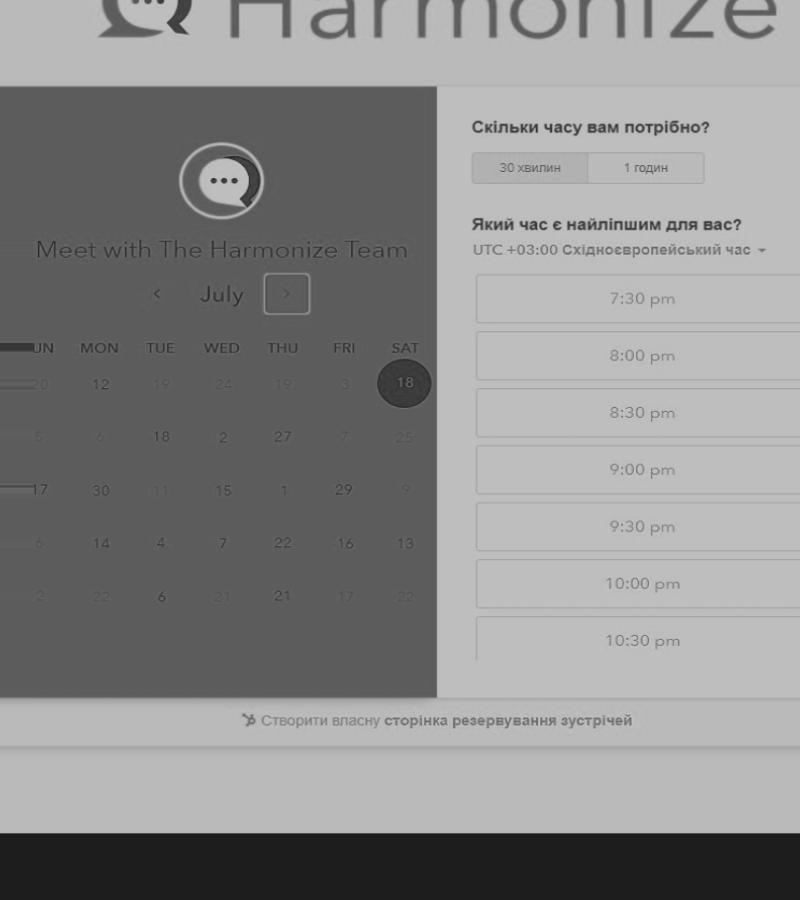 Harmonize
Meet with The Harmonize Team
July
UN MON TUE WED THU FRI SAT
20 12 19 24 19 3 18
5 6 18 2 27 7 25
17 30 11 15 1 29 9
6 14 4 7 22 16 13
2 22 6 21 21 17 22
Скільки часу вам потрібно?
30 хвилин 1 годин
Який час є найліпшим для вас?
UTC +03:00 Східноєвропейський час
7:30 pm
8:00 pm
8:30 pm
9:00 pm
9:30 pm
10:00 pm
10:30 pm
Створити власну сторінка резервування зустрічей